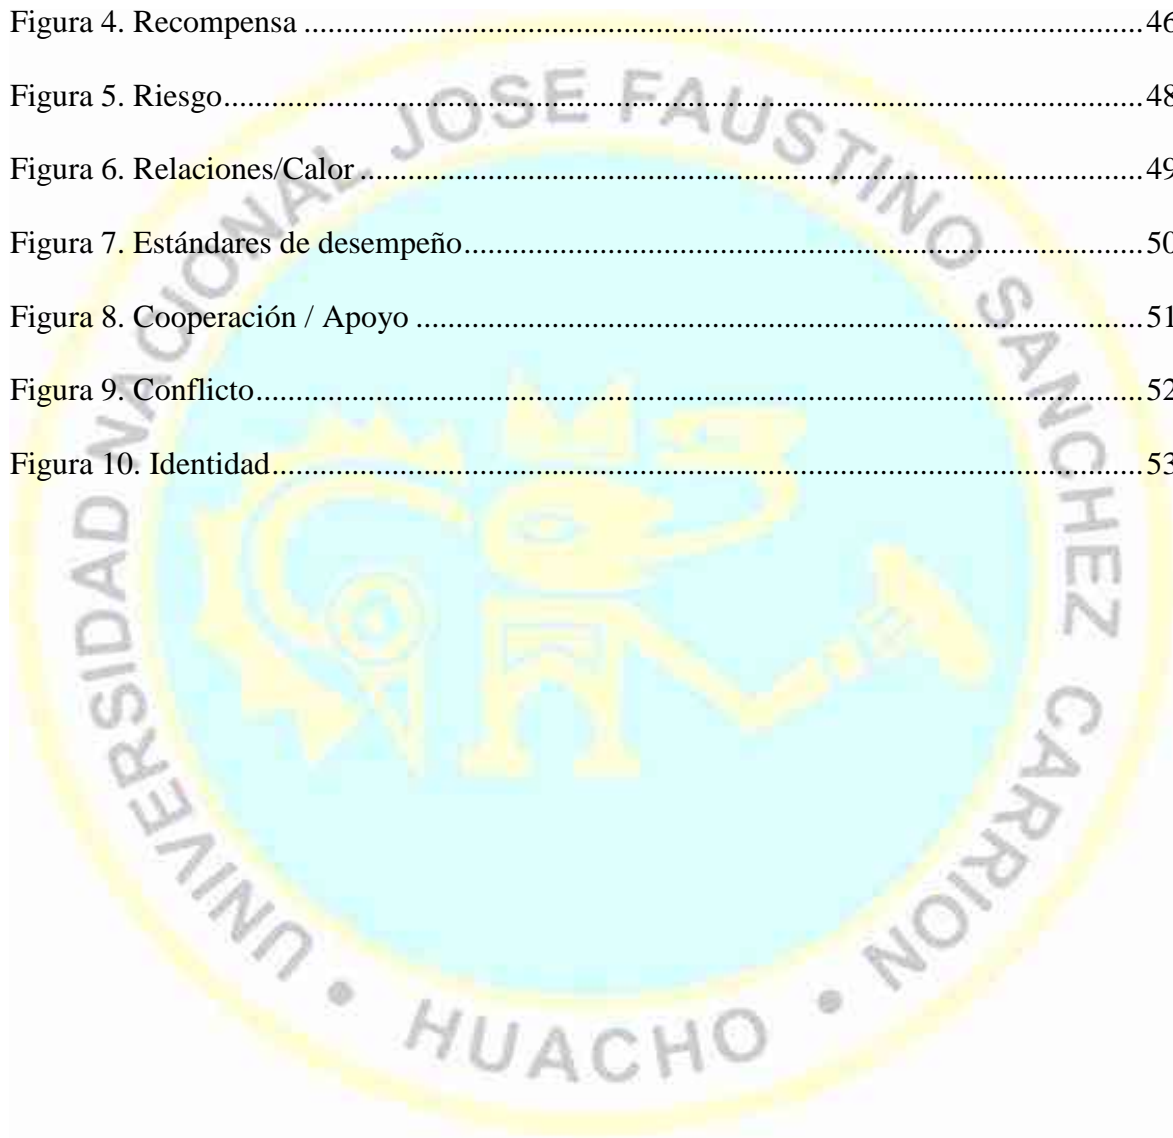 Figura 4. Recompensa ........................................................ 46
Figura 5. Riesgo ........................................................ 48
Figura 6. Relaciones/Calor ........................................................ 49
Figura 7. Estándares de desempeño ........................................................ 50
Figura 8. Cooperación / Apoyo ........................................................ 51
Figura 9. Conflicto ........................................................ 52
Figura 10. Identidad ........................................................ 53
UNIVERSIDAD NACIONAL JOSE FAUSTINO SANCHEZ CARRION • HUACHO •